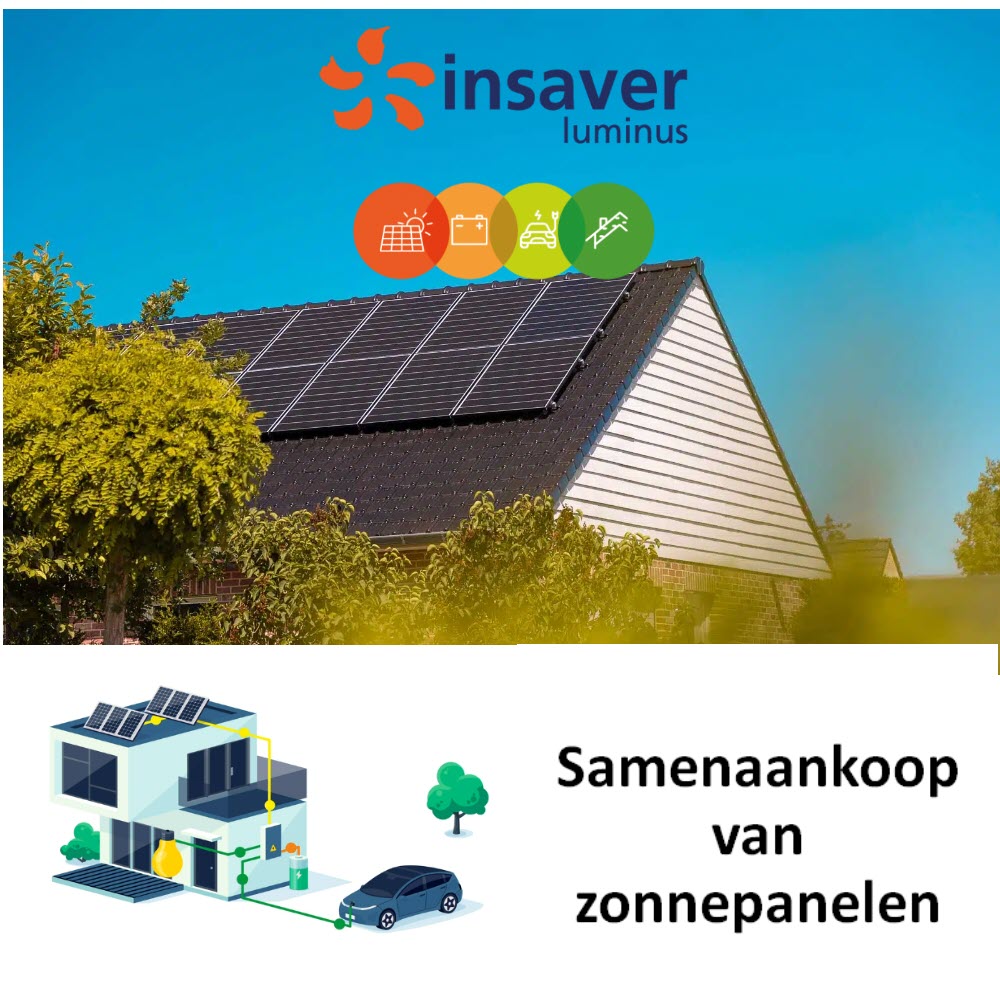 insaver
luminus
Samenaankoop
van
zonnepanelen